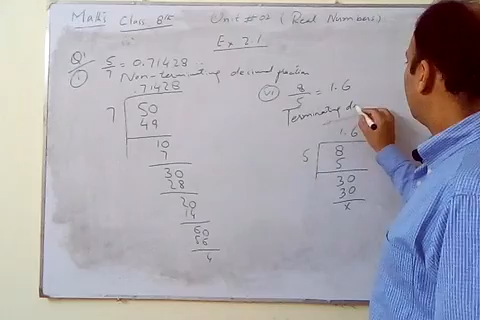 Math Class 8th Unit # 02 (Real Numbers)
Ex 2.1
Q1
(i) 5/7 = 0.71428
Non-terminating decimal fraction
.71428
7 50
49
10
7
30
28
20
14
60
56
4
(vi) 8/5 = 1.6
Terminating de
1.6
5 8
5
30
30
x